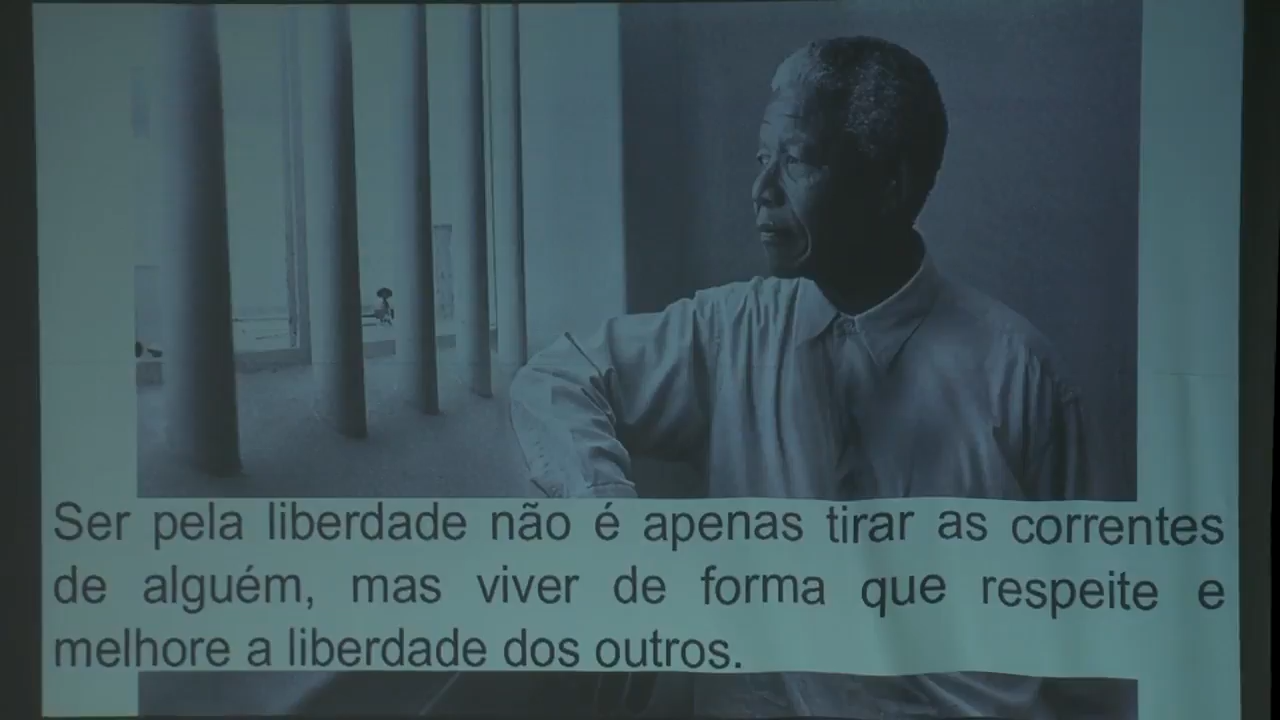 Ser pela liberdade não é apenas tirar as correntes
de alguém, mas viver de forma que respeite e
melhore a liberdade dos outros.